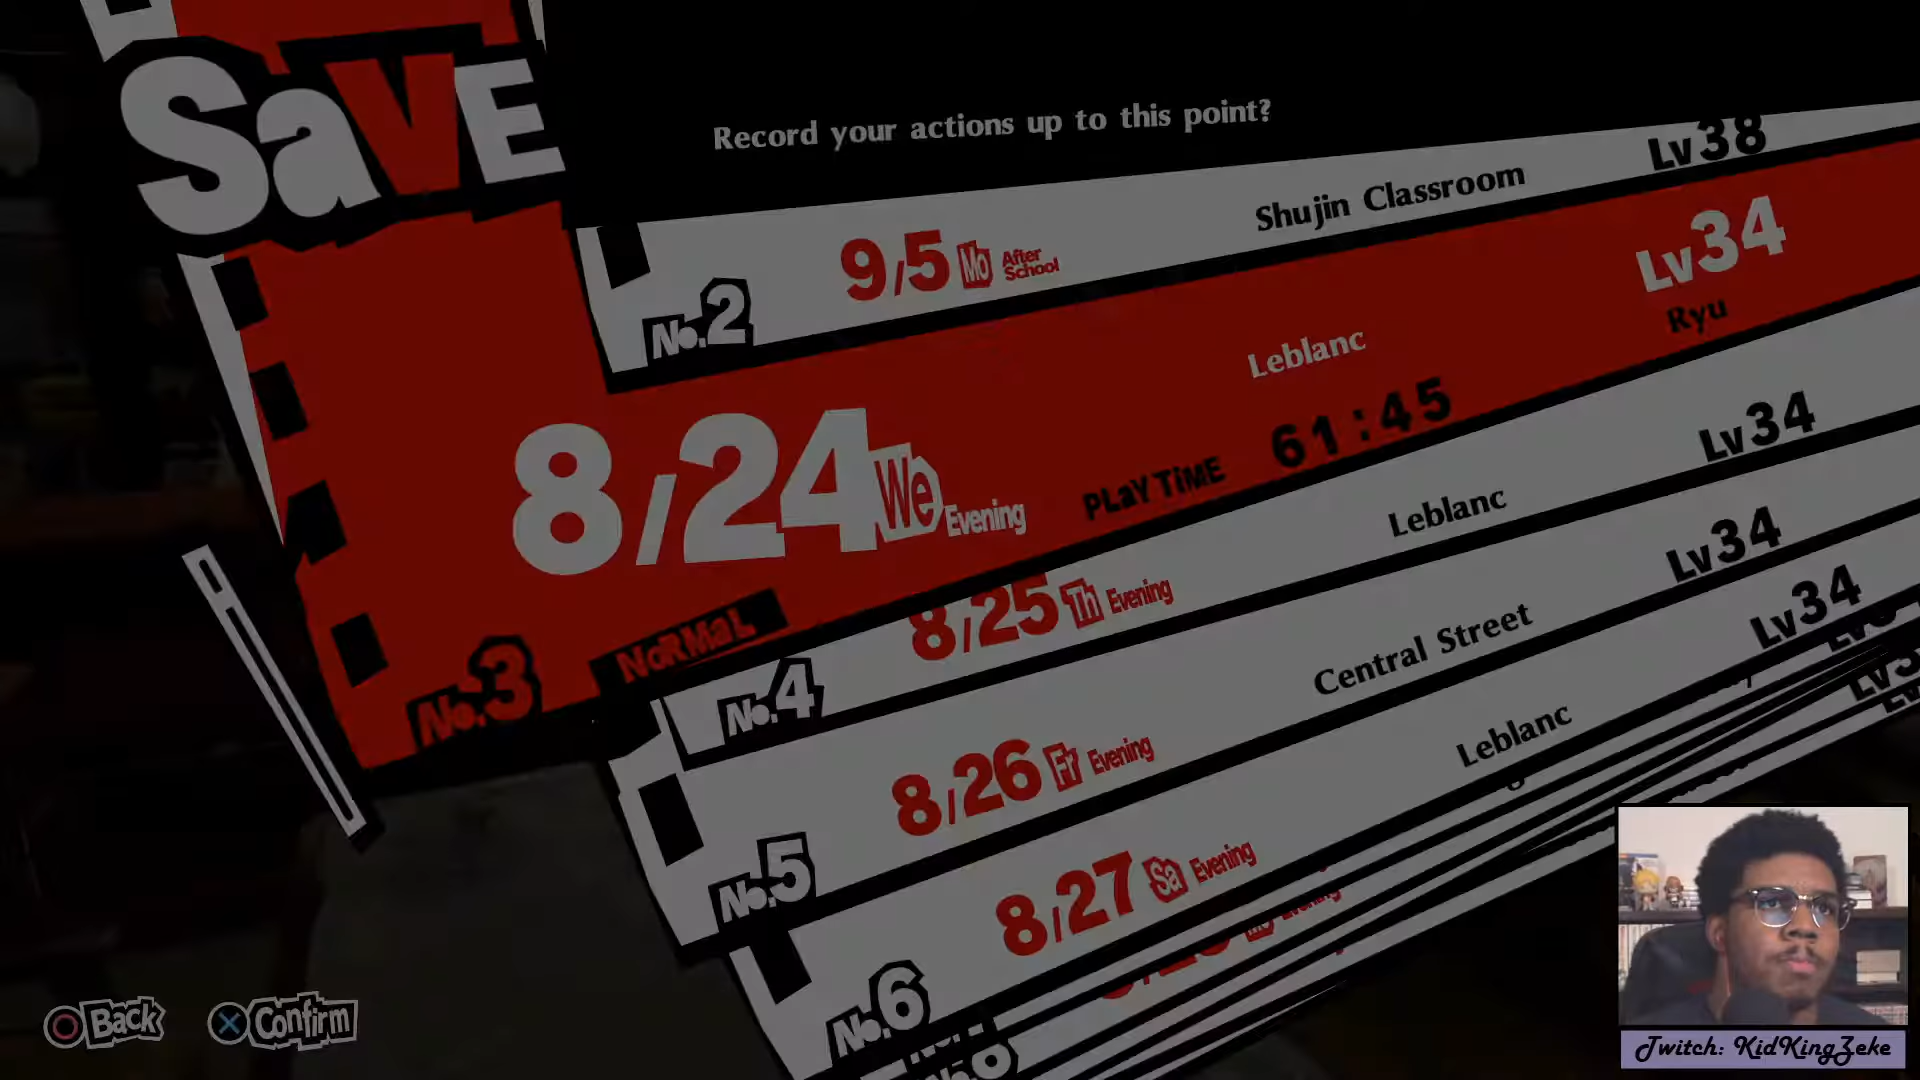 SaVE
Record your actions up to this point?
No.2 9/5 Mo After School Shujin Classroom Lv38
8/24 We Evening Leblanc Lv34
Ryu
PLaY TiME 61:45
No.3 NoRMaL
No.4 8/25 Th Evening Leblanc Lv34
No.5 8/26 Fr Evening Central Street Lv34
No.6 8/27 Sa Evening Leblanc Lv34
Back Confirm
Twitch: KidKingZeke